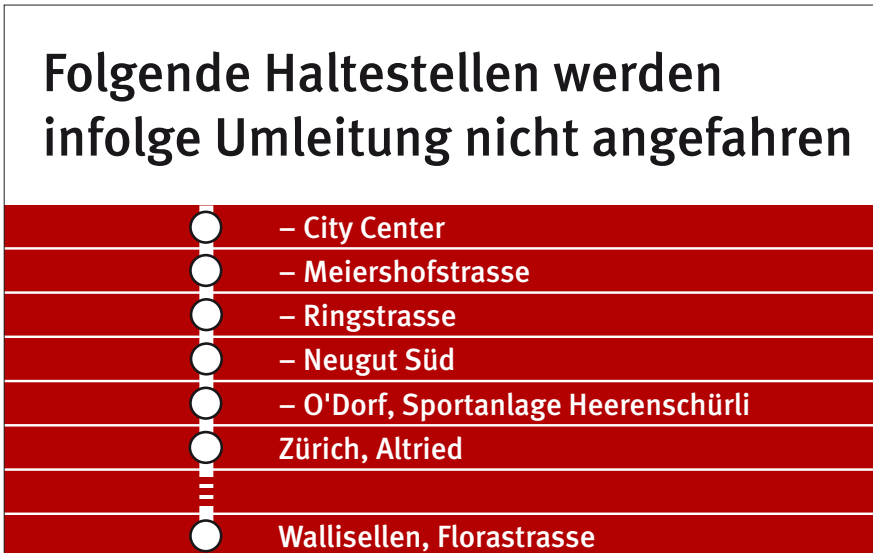 Folgende Haltestellen werden
infolge Umleitung nicht angefahren
– City Center
– Meiershofstrasse
– Ringstrasse
– Neugut Süd
– O'Dorf, Sportanlage Heerenschürli
Zürich, Altried
Wallisellen, Florastrasse